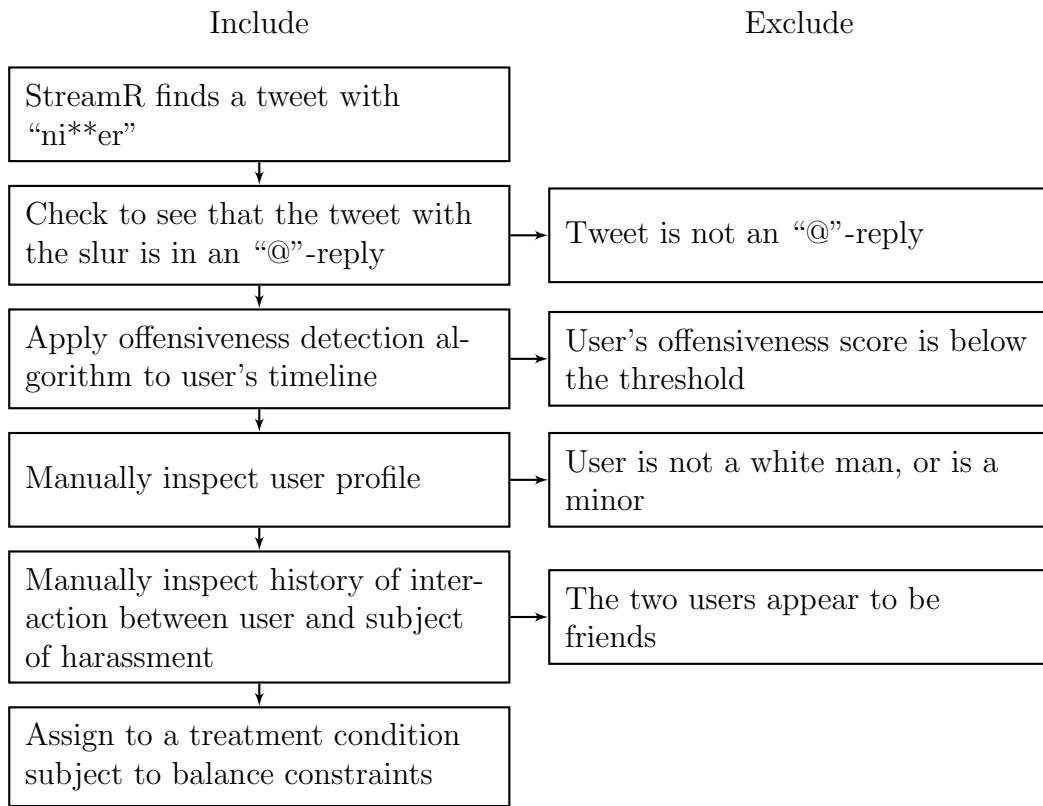 Include
Exclude
StreamR finds a tweet with
“ni**er”
Check to see that the tweet with
the slur is in an “@”-reply
Tweet is not an “@”-reply
Apply offensiveness detection al-
gorithm to user’s timeline
User’s offensiveness score is below
the threshold
Manually inspect user profile
User is not a white man, or is a
minor
Manually inspect history of inter-
action between user and subject
of harassment
The two users appear to be
friends
Assign to a treatment condition
subject to balance constraints